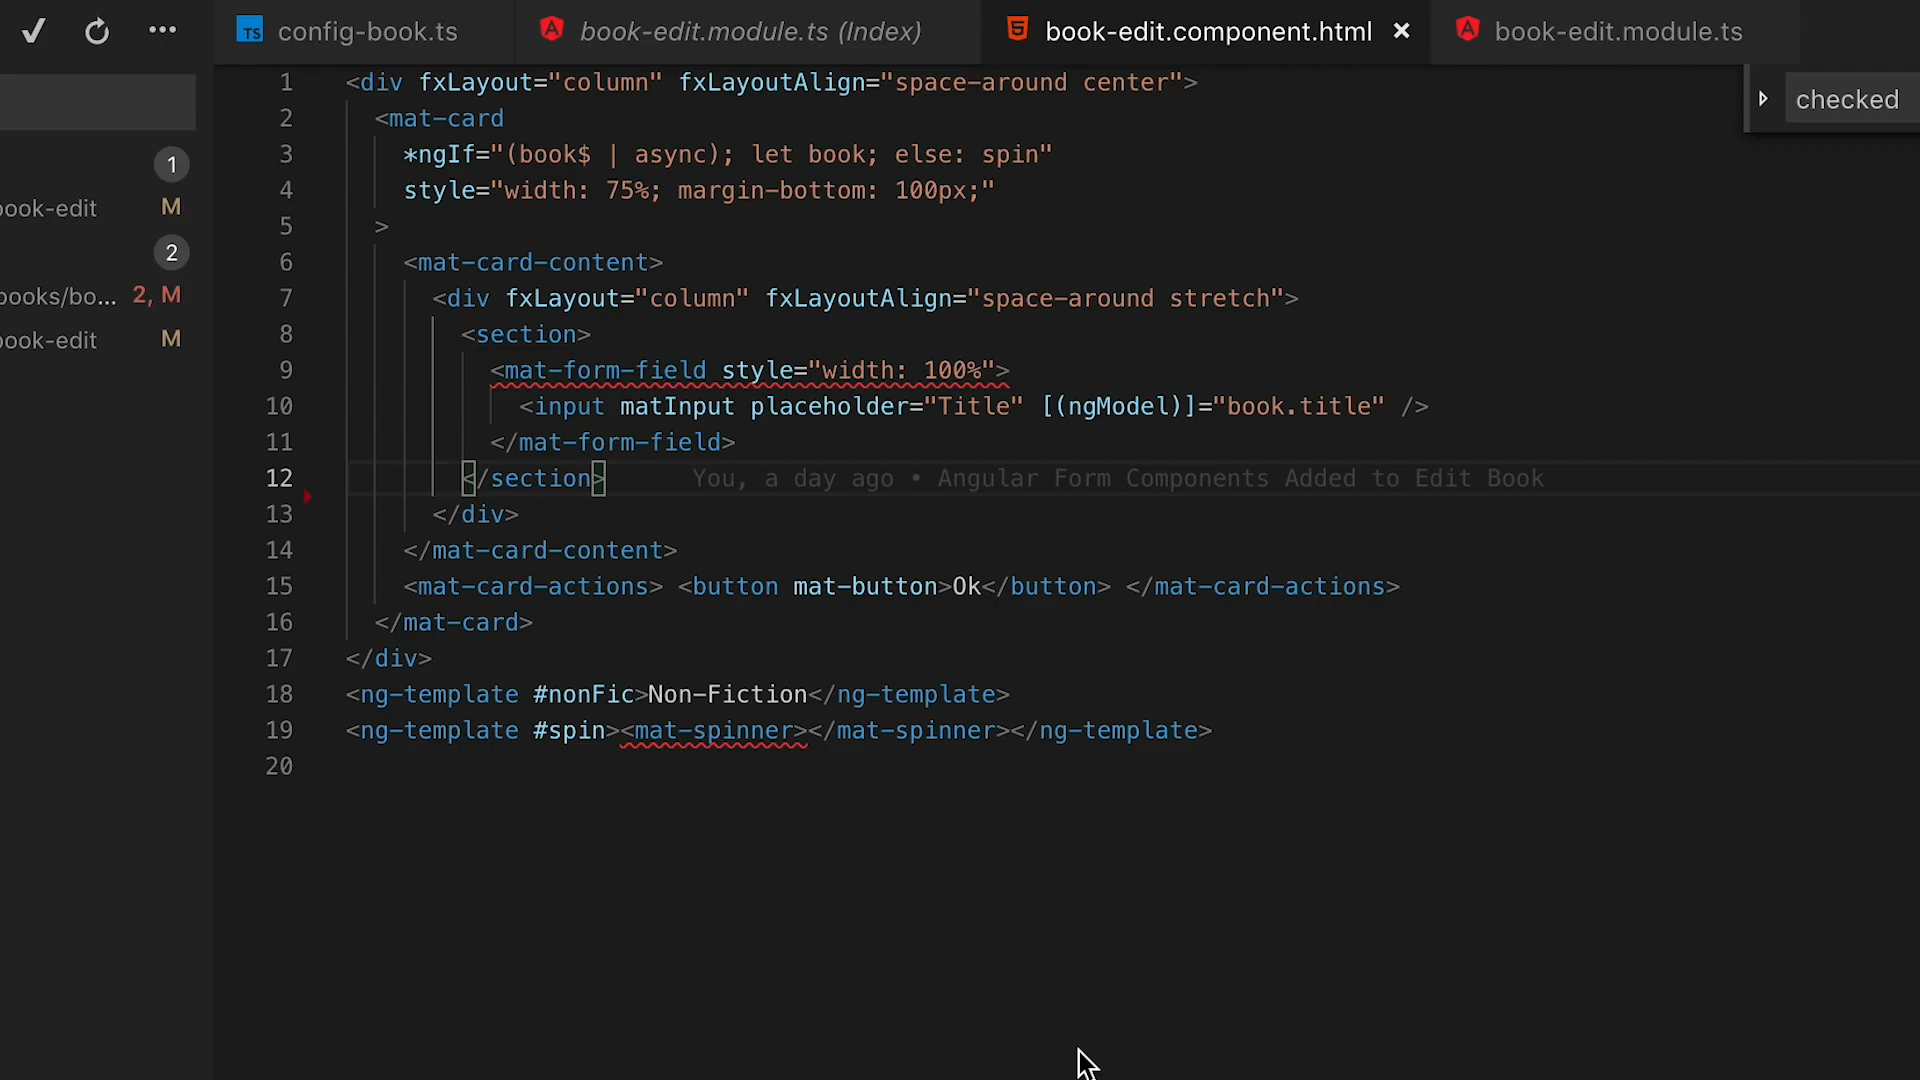 config-book.ts
book-edit.module.ts (Index)
book-edit.component.html
book-edit.module.ts
checked
1
book-edit M
2
books/bo... 2, M
book-edit M
1 <div fxLayout="column" fxLayoutAlign="space-around center">
2 <mat-card
3 *ngIf="(book$ | async); let book; else: spin"
4 style="width: 75%; margin-bottom: 100px;"
5 >
6 <mat-card-content>
7 <div fxLayout="column" fxLayoutAlign="space-around stretch">
8 <section>
9 <mat-form-field style="width: 100%">
10 <input matInput placeholder="Title" [(ngModel)]="book.title" />
11 </mat-form-field>
12 </section> You, a day ago • Angular Form Components Added to Edit Book
13 </div>
14 </mat-card-content>
15 <mat-card-actions> <button mat-button>Ok</button> </mat-card-actions>
16 </mat-card>
17 </div>
18 <ng-template #nonFic>Non-Fiction</ng-template>
19 <ng-template #spin><mat-spinner></mat-spinner></ng-template>
20